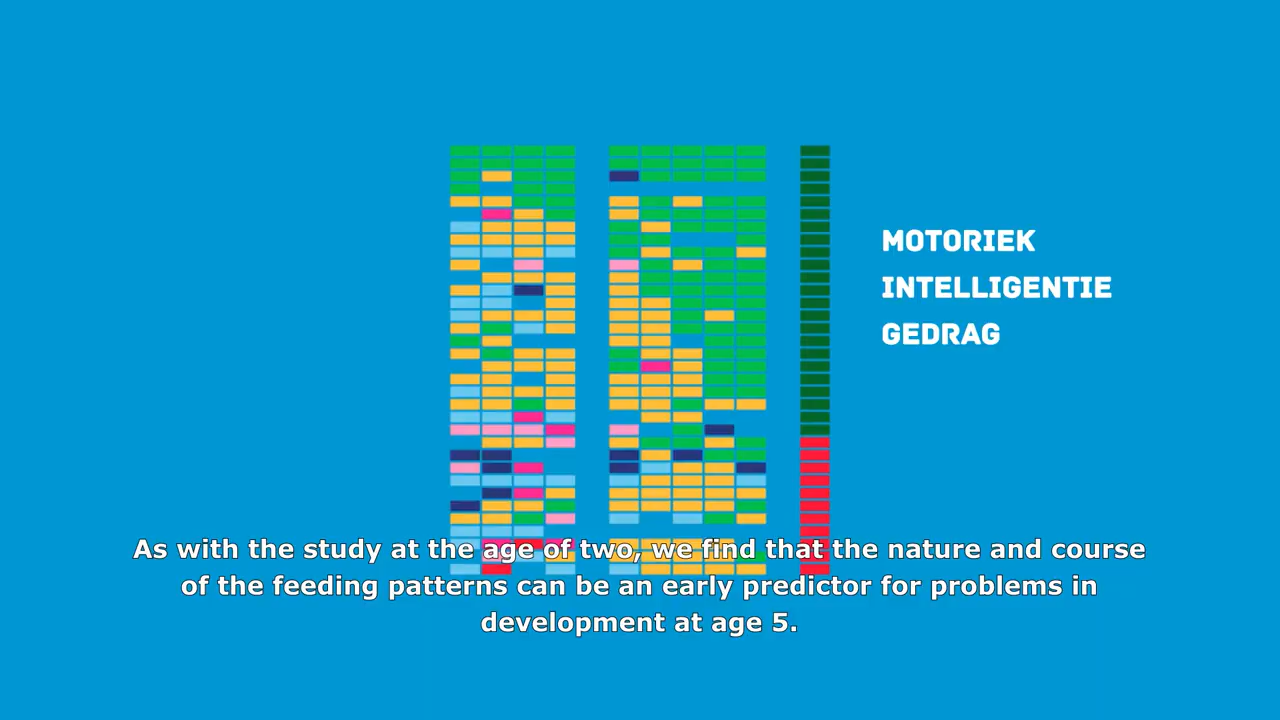 MOTORIEK
INTELLIGENTIE
GEDRAG
As with the study at the age of two, we find that the nature and course
of the feeding patterns can be an early predictor for problems in
development at age 5.